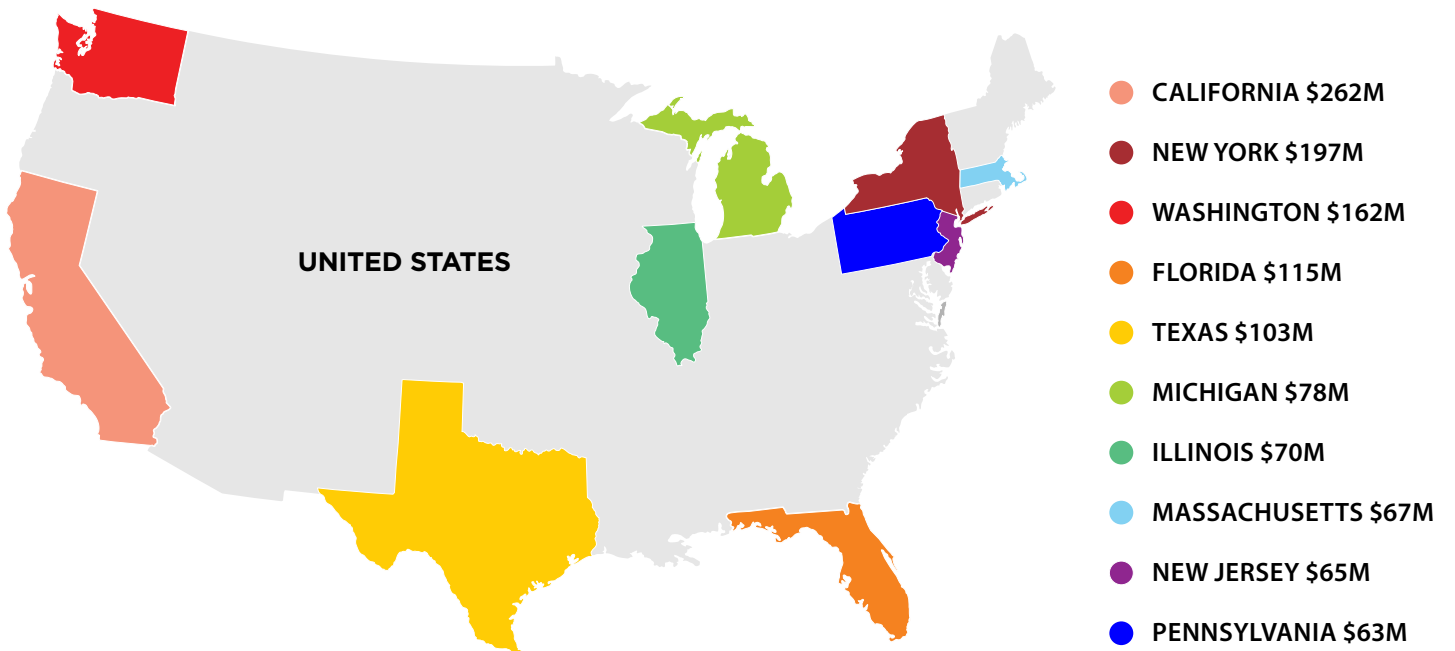 UNITED STATES
CALIFORNIA $262M
NEW YORK $197M
WASHINGTON $162M
FLORIDA $115M
TEXAS $103M
MICHIGAN $78M
ILLINOIS $70M
MASSACHUSETTS $67M
NEW JERSEY $65M
PENNSYLVANIA $63M